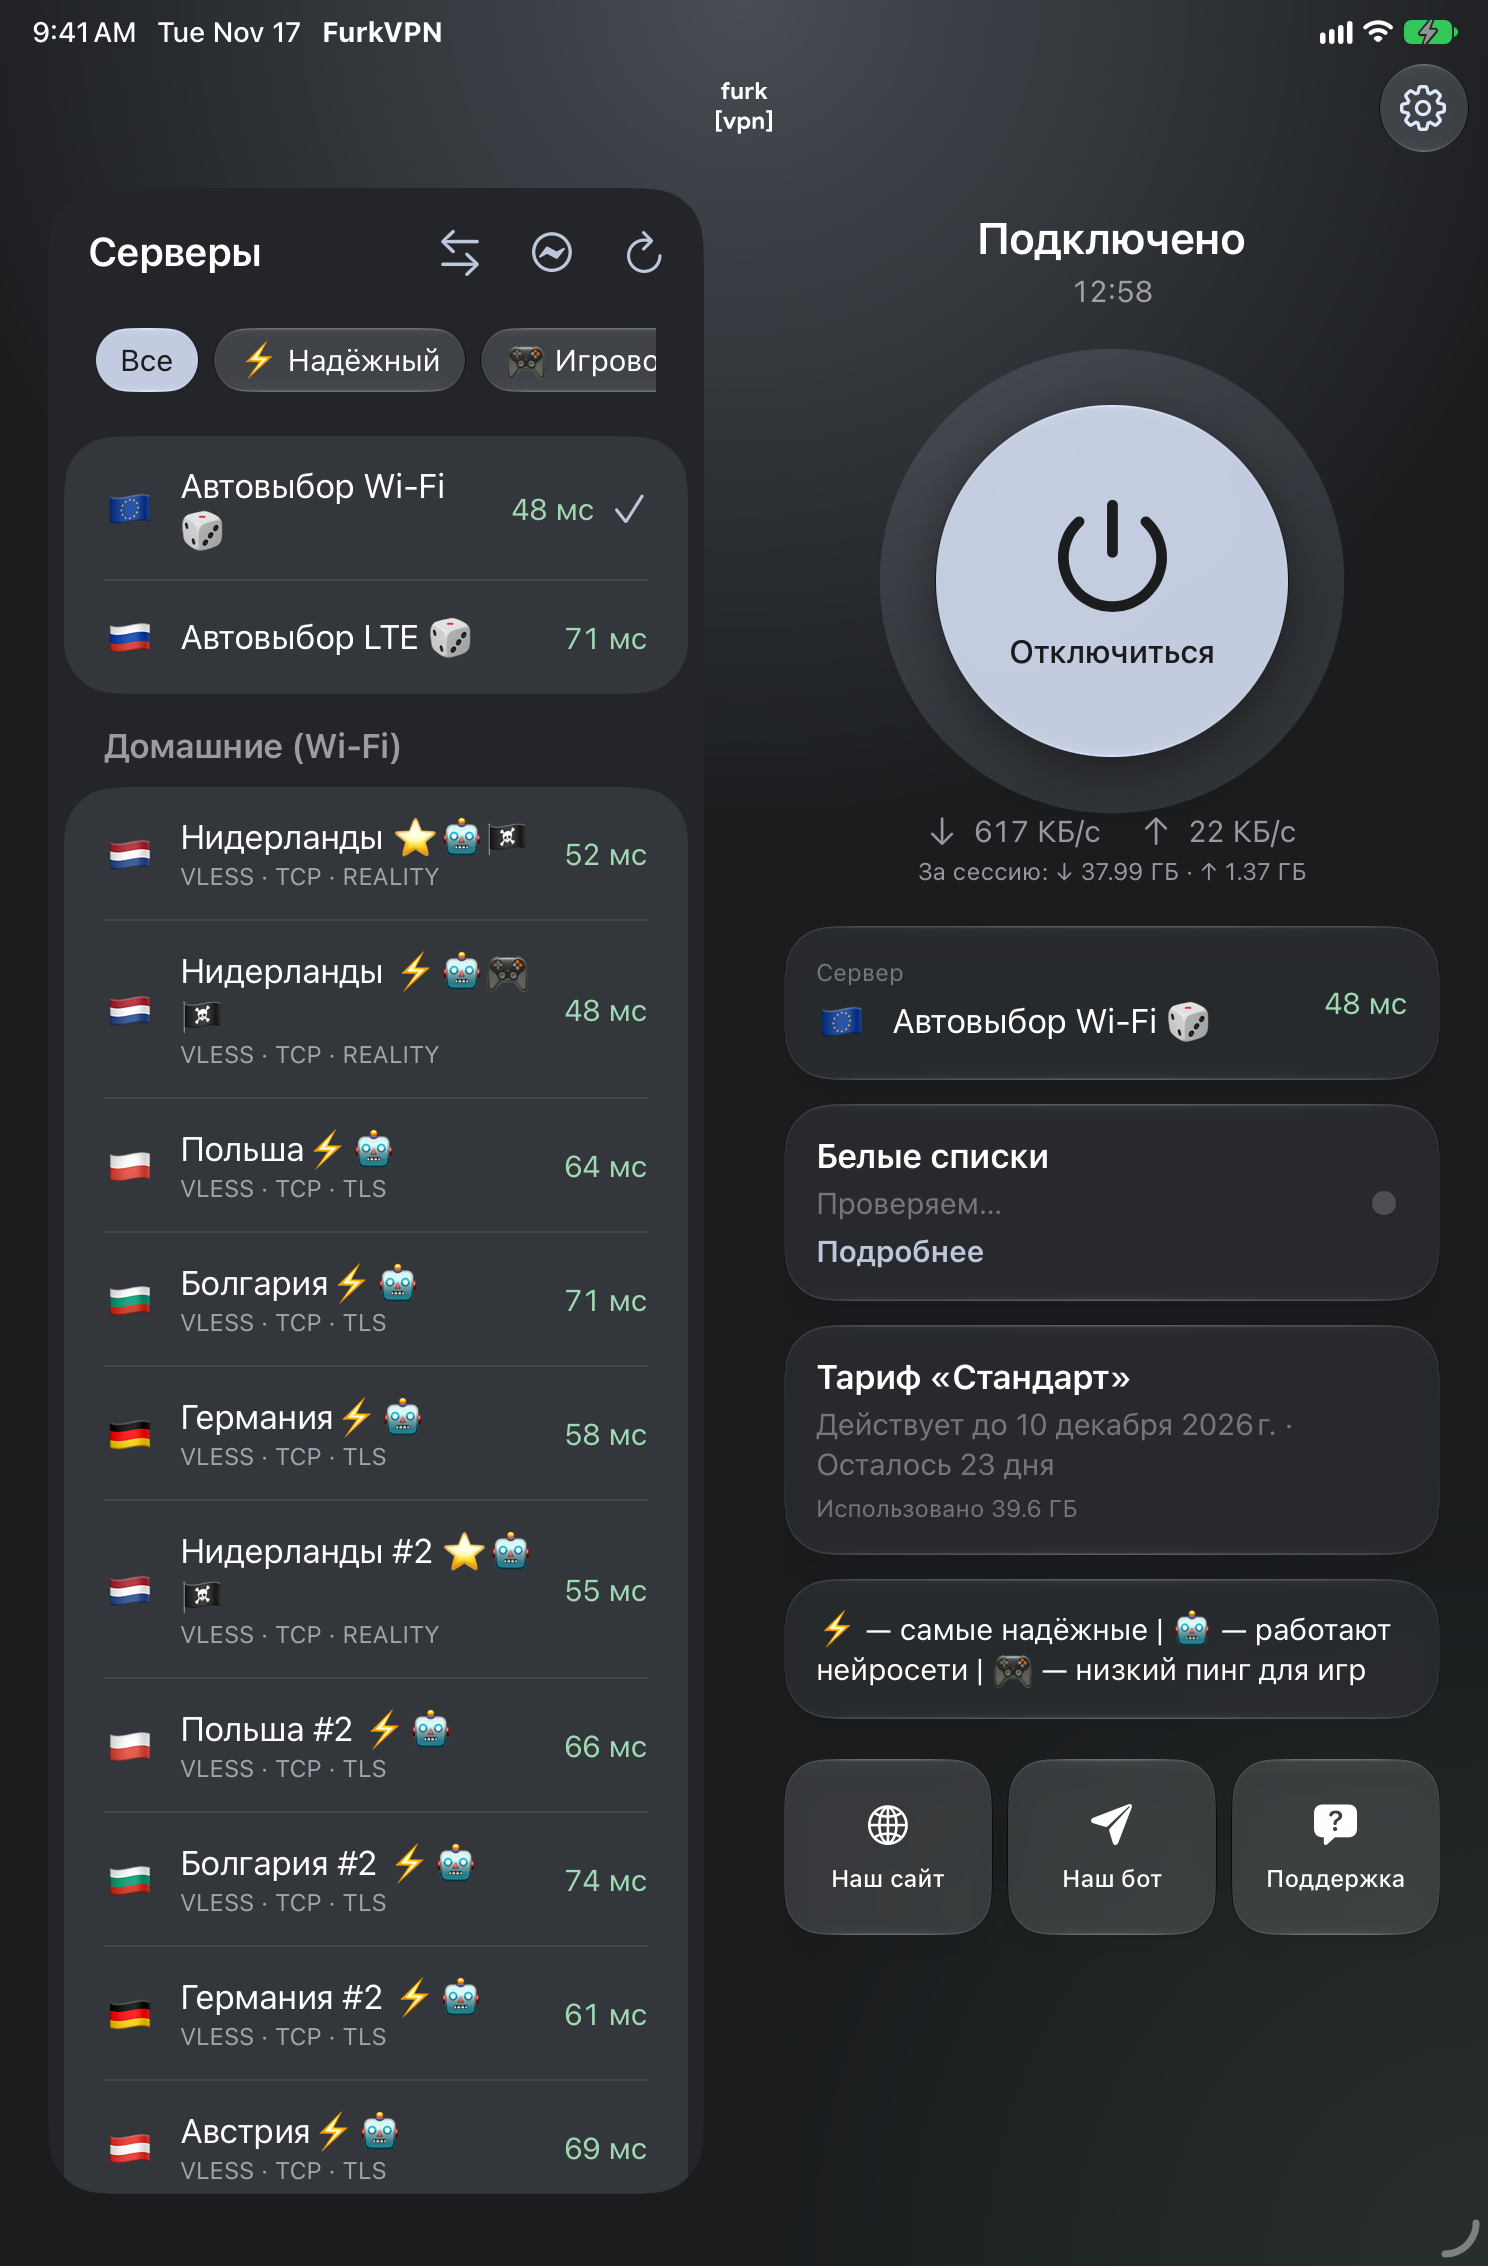 9:41 AM Tue Nov 17 FurkVPN
furk
[vpn]
Серверы
Все
⚡ Надёжный
🎮 Игрово
Автовыбор Wi-Fi
🎲
48 мс
Автовыбор LTE 🎲
71 мс
Домашние (Wi-Fi)
Нидерланды ⭐🤖🏴‍☠️
VLESS · TCP · REALITY
52 мс
Нидерланды ⚡🤖🎮
🏴‍☠️
VLESS · TCP · REALITY
48 мс
Польша⚡🤖
VLESS · TCP · TLS
64 мс
Болгария⚡🤖
VLESS · TCP · TLS
71 мс
Германия⚡🤖
VLESS · TCP · TLS
58 мс
Нидерланды #2 ⭐🤖
🏴‍☠️
VLESS · TCP · REALITY
55 мс
Польша #2 ⚡🤖
VLESS · TCP · TLS
66 мс
Болгария #2 ⚡🤖
VLESS · TCP · TLS
74 мс
Германия #2 ⚡🤖
VLESS · TCP · TLS
61 мс
Австрия⚡🤖
VLESS · TCP · TLS
69 мс
Подключено
12:58
Отключиться
↓ 617 КБ/с ↑ 22 КБ/с
За сессию: ↓ 37.99 ГБ · ↑ 1.37 ГБ
Сервер
Автовыбор Wi-Fi 🎲
48 мс
Белые списки
Проверяем...
Подробнее
Тариф «Стандарт»
Действует до 10 декабря 2026 г. ·
Осталось 23 дня
Использовано 39.6 ГБ
⚡ — самые надёжные | 🤖 — работают
нейросети | 🎮 — низкий пинг для игр
Наш сайт
Наш бот
Поддержка